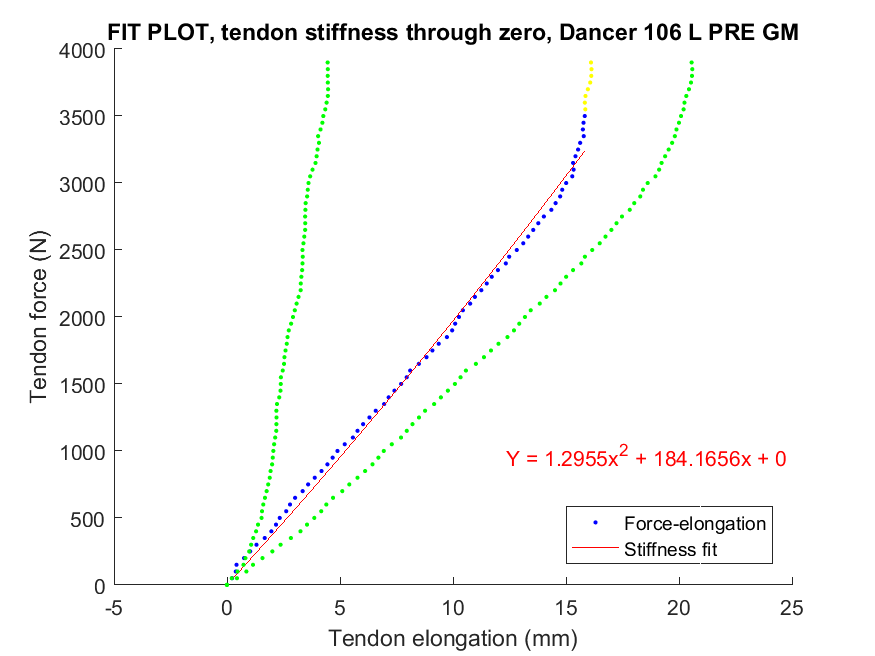 FIT PLOT, tendon stiffness through zero, Dancer 106 L PRE GM
4000
3500
3000
2500
2000
1500
1000
500
0
Tendon force (N)
Y = 1.2955x² + 184.1656x + 0
Force-elongation
Stiffness fit
-5 0 5 10 15 20 25
Tendon elongation (mm)